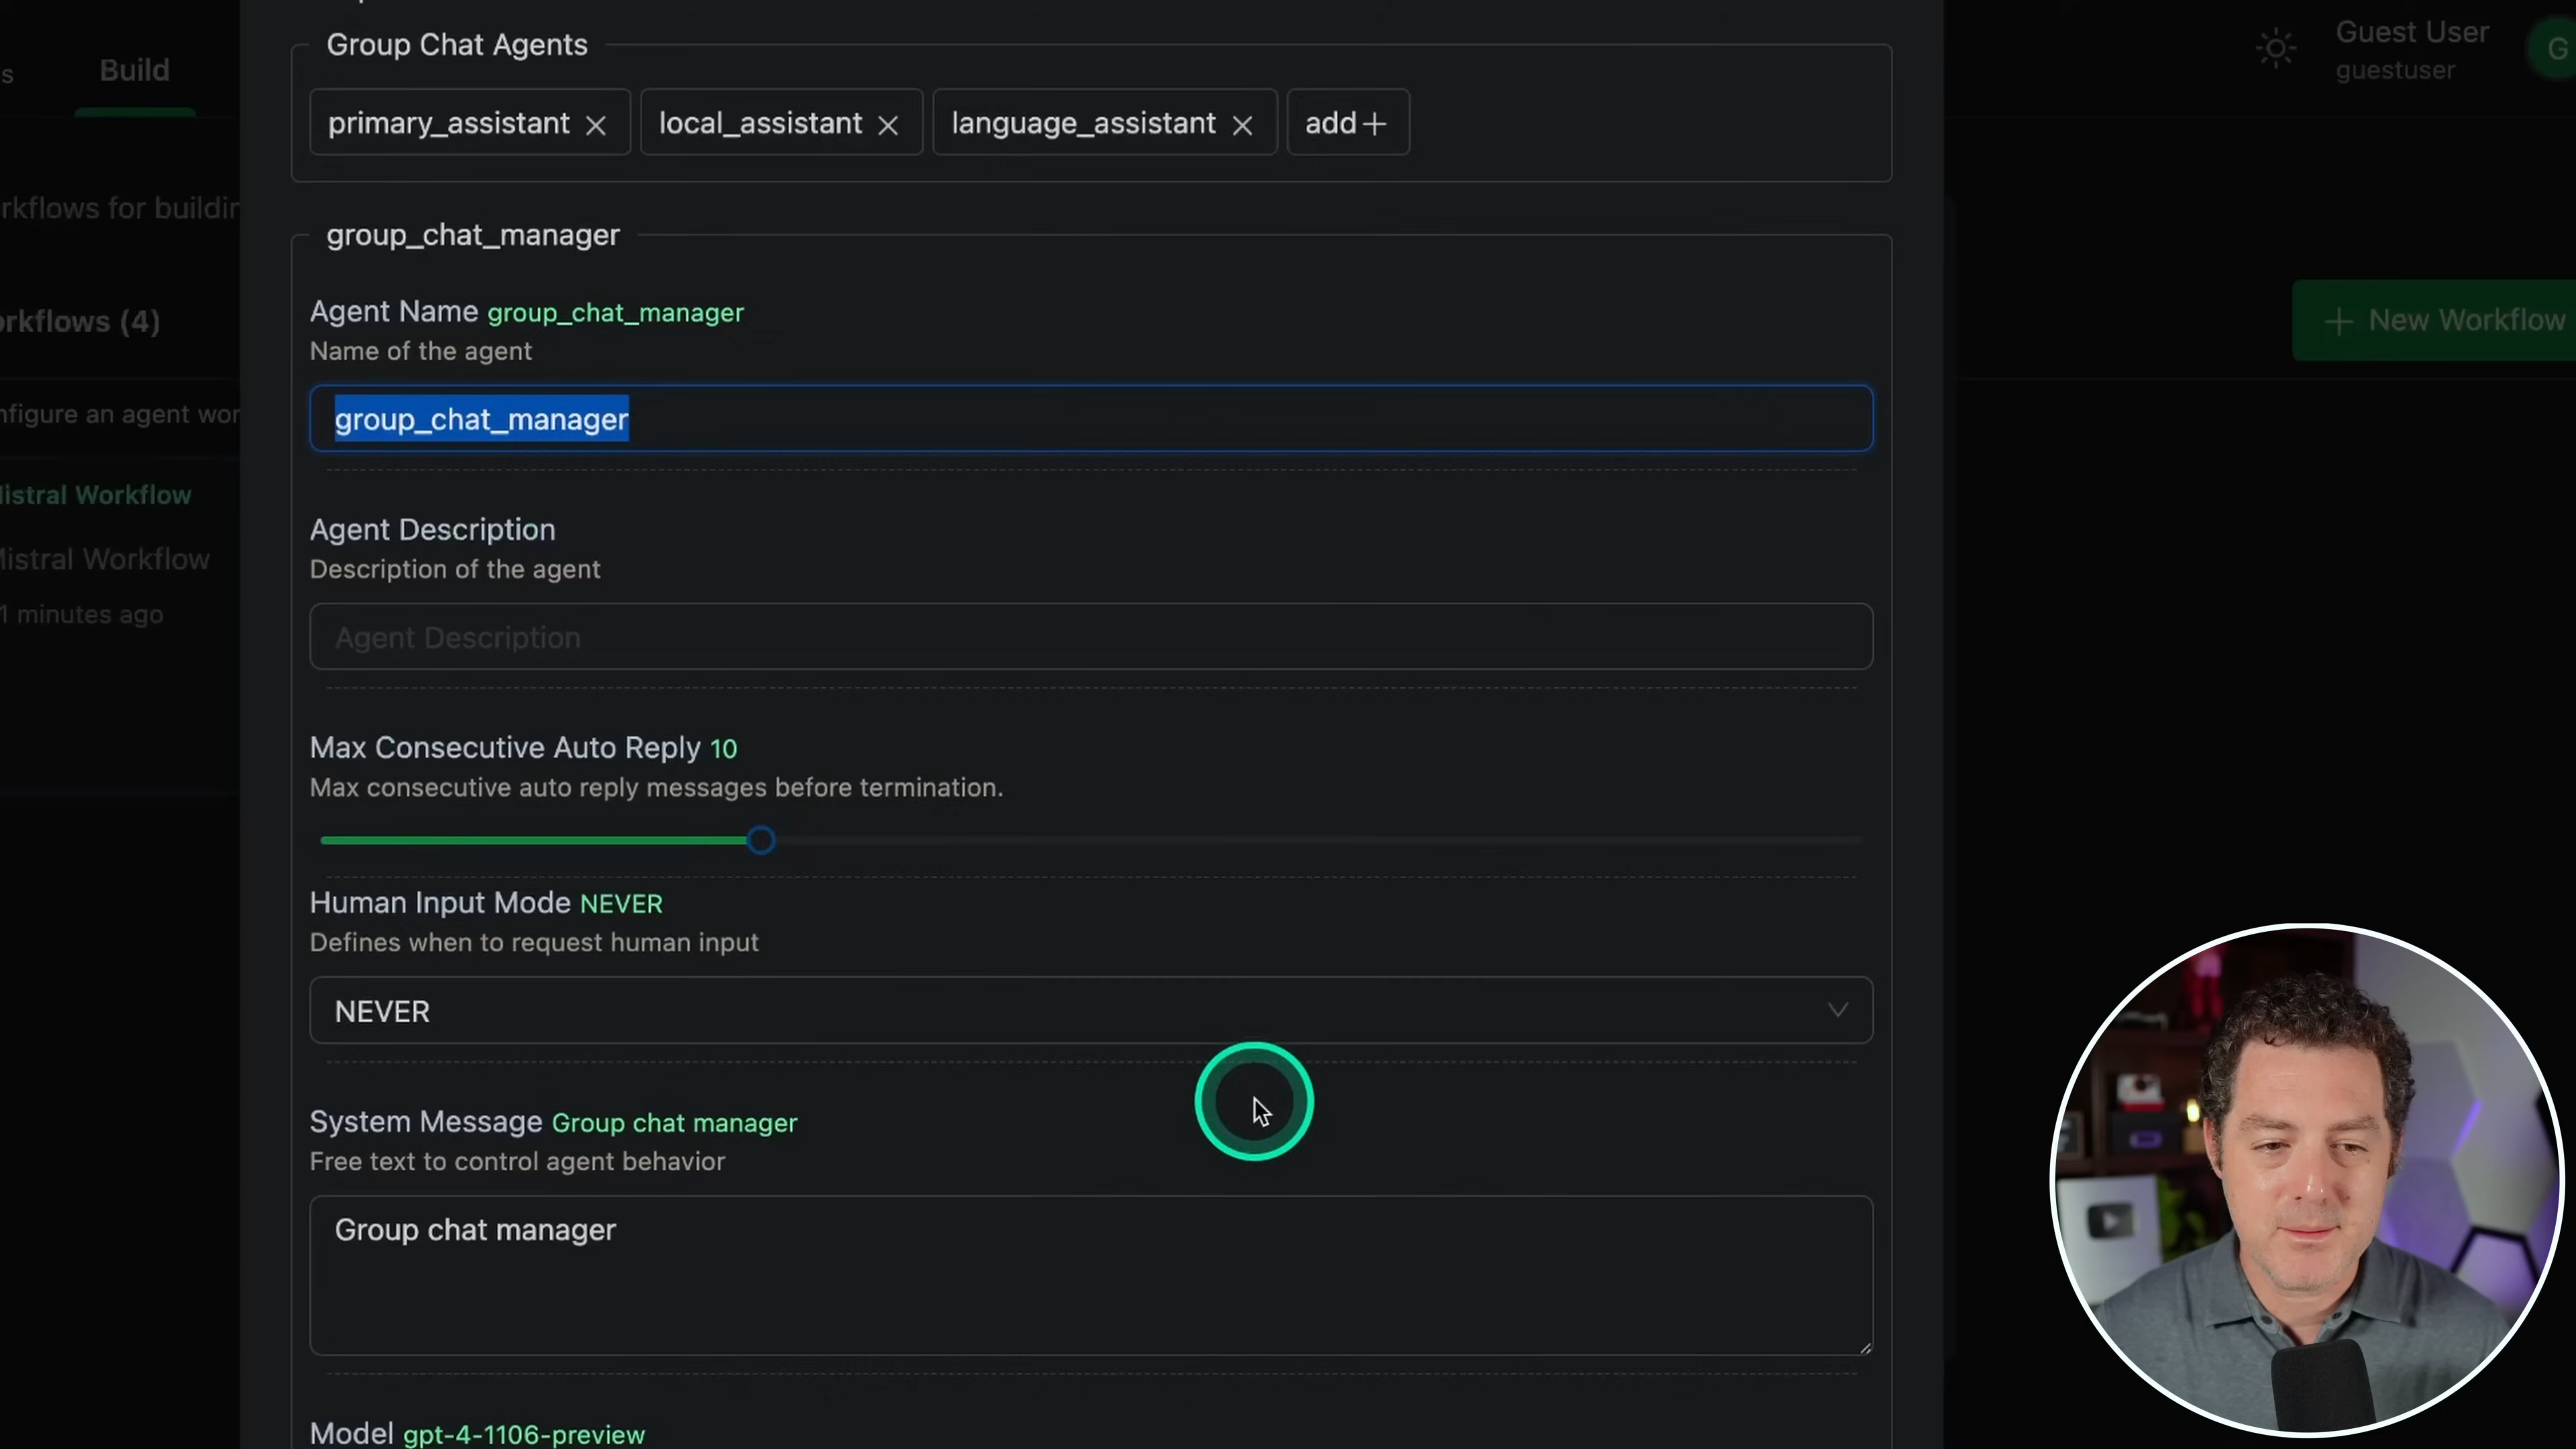 Group Chat Agents
primary_assistant
local_assistant
language_assistant
add
s
Build
Guest User
guestuser
G
rkflows for buildin
group_chat_manager
Agent Name group_chat_manager
Name of the agent
group_chat_manager
orkflows (4)
New Workflow
nfigure an agent wor
istral Workflow
Agent Description
Description of the agent
Agent Description
istral Workflow
1 minutes ago
Max Consecutive Auto Reply 10
Max consecutive auto reply messages before termination.
Human Input Mode NEVER
Defines when to request human input
NEVER
System Message Group chat manager
Free text to control agent behavior
Group chat manager
Model gpt-4-1106-preview